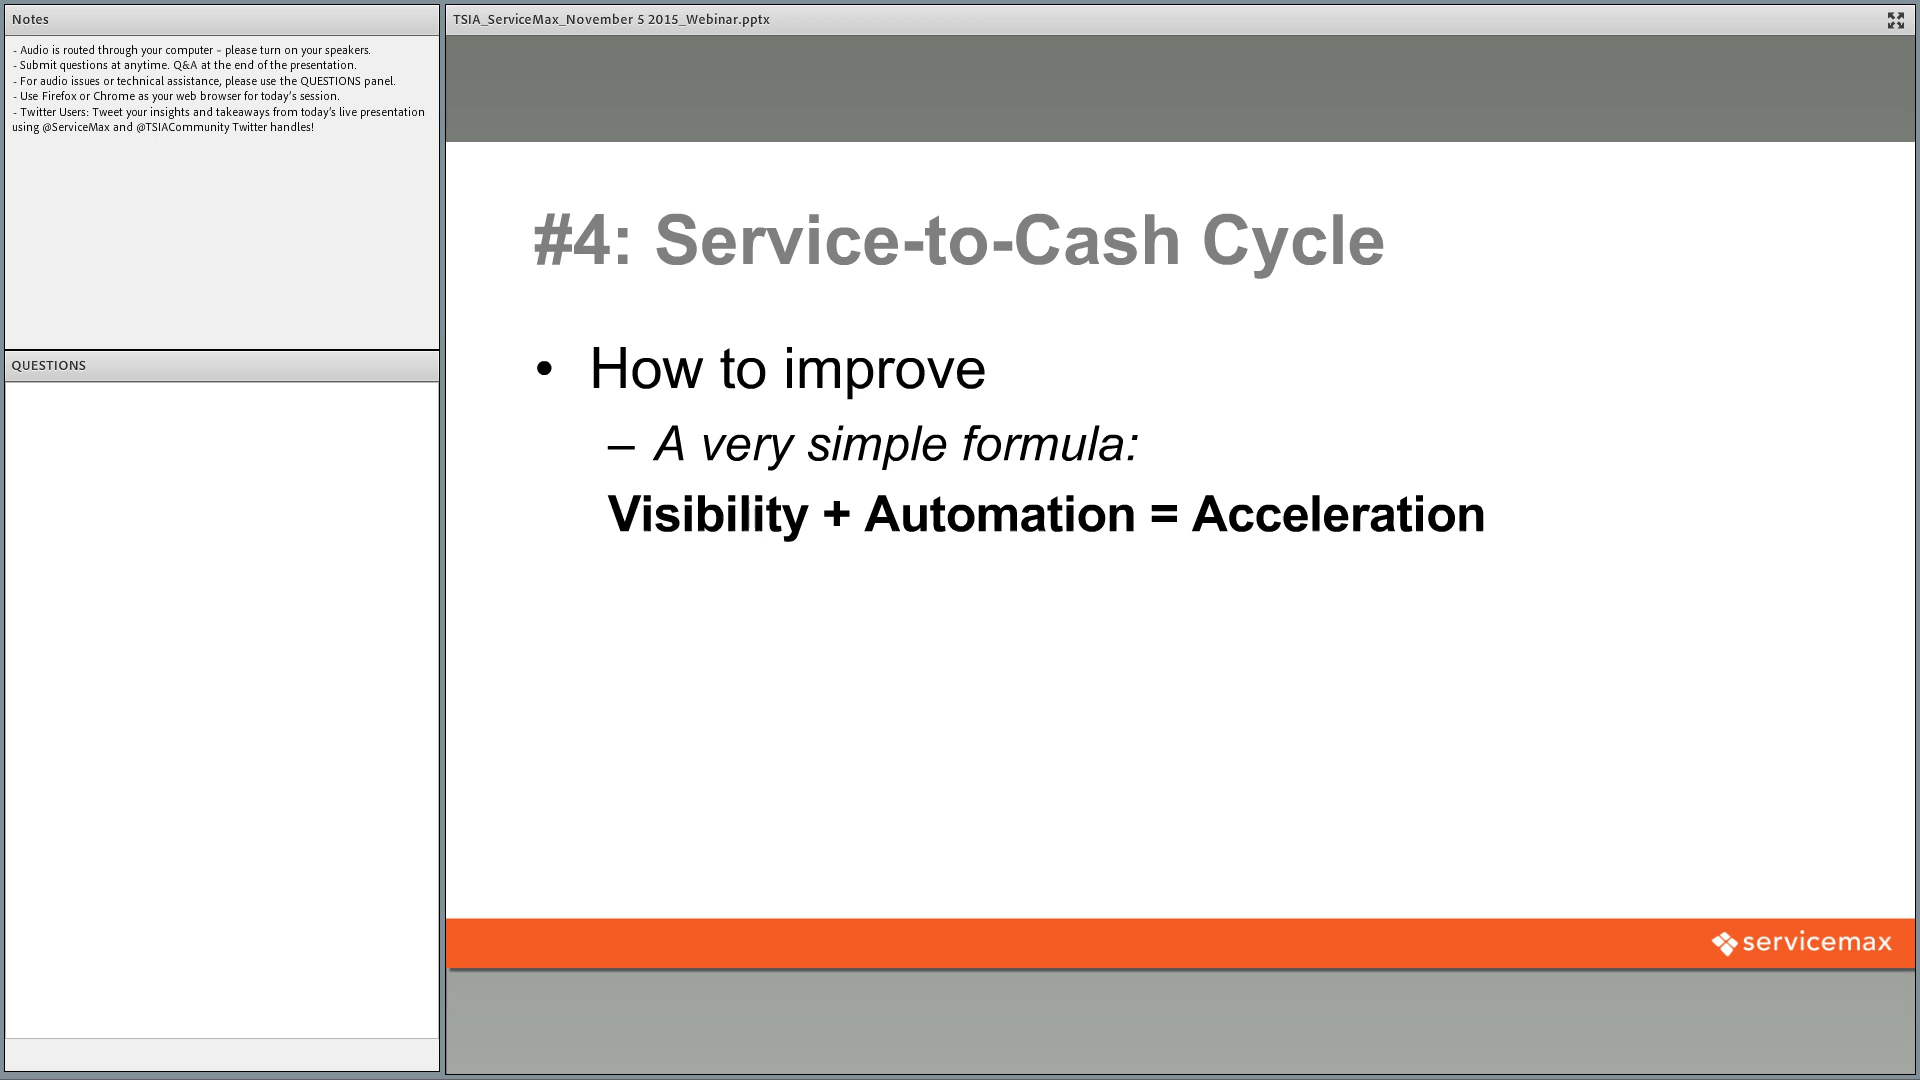 Notes
- Audio is routed through your computer - please turn on your speakers.
- Submit questions at anytime. Q&A at the end of the presentation.
- For audio issues or technical assistance, please use the QUESTIONS panel.
- Use Firefox or Chrome as your web browser for today's session.
- Twitter Users: Tweet your insights and takeaways from today's live presentation
using @ServiceMax and @TSIACommunity Twitter handles!
QUESTIONS
TSIA_ServiceMax_November 5 2015_Webinar.pptx
#4: Service-to-Cash Cycle
• How to improve
– A very simple formula:
Visibility + Automation = Acceleration
servicemax